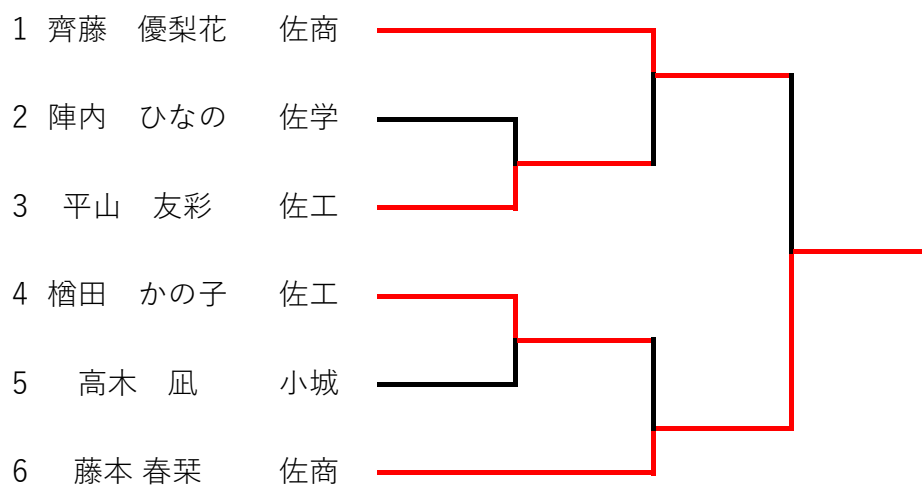 1 齊藤　優梨花 佐商
2 陣内　ひなの 佐学
3 平山　友彩 佐工
4 楢田　かの子 佐工
5 高木　凪 小城
6 藤本 春栞 佐商